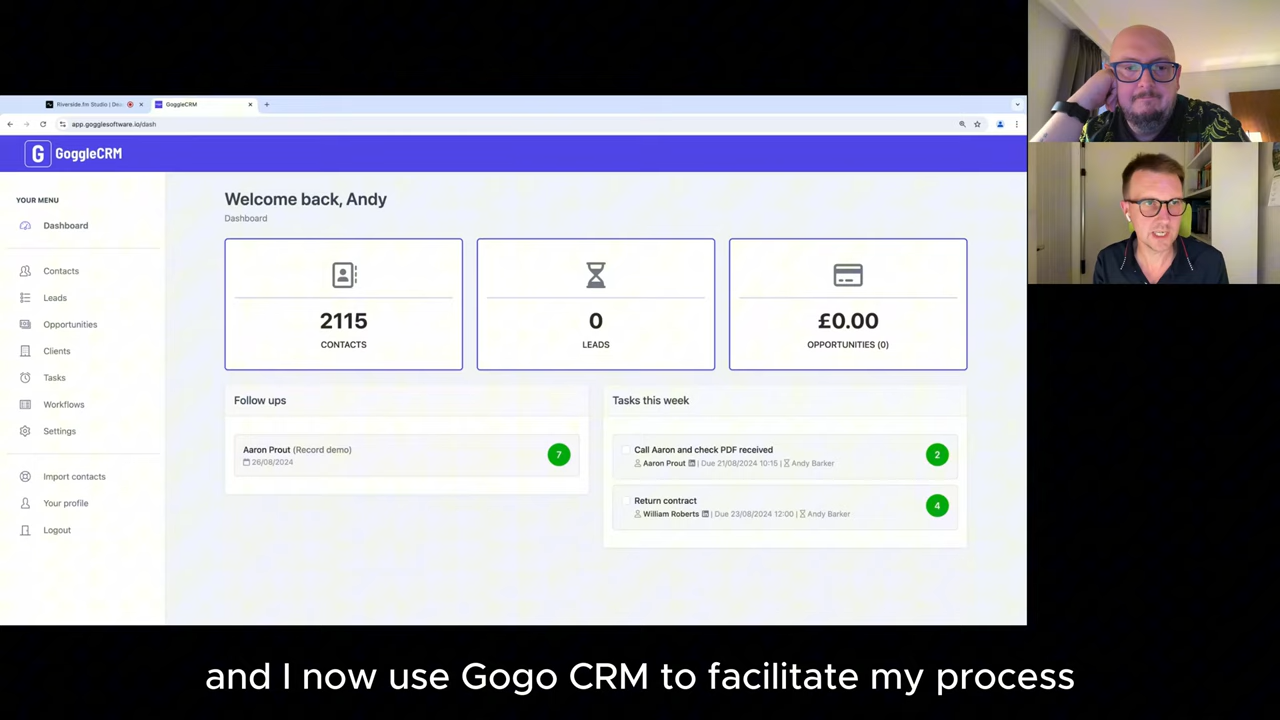 Riverside.fm Studio | Dea
GoggleCRM
app.gogglesoftware.io/dash
G GoggleCRM
YOUR MENU
Dashboard
Contacts
Leads
Opportunities
Clients
Tasks
Workflows
Settings
Import contacts
Your profile
Logout
Welcome back, Andy
Dashboard
2115
CONTACTS
0
LEADS
£0.00
OPPORTUNITIES (0)
Follow ups
Aaron Prout (Record demo)
26/08/2024
7
Tasks this week
Call Aaron and check PDF received
Aaron Prout | Due 21/08/2024 10:15 | Andy Barker
2
Return contract
William Roberts | Due 23/08/2024 12:00 | Andy Barker
4
and I now use Gogo CRM to facilitate my process